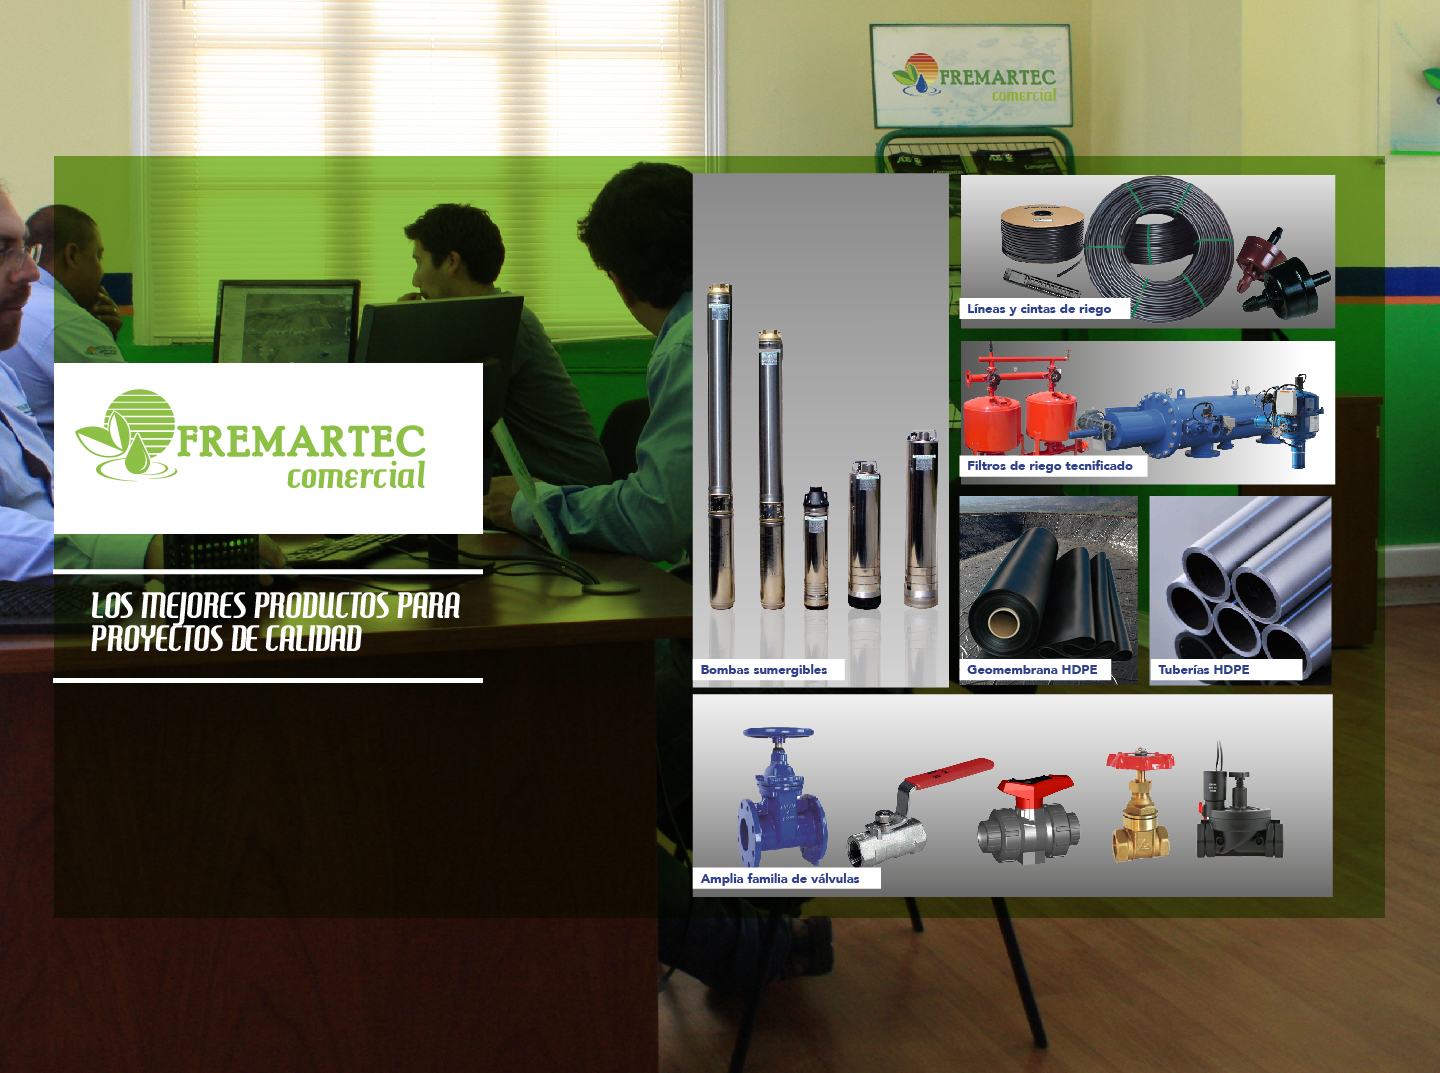 FREMARTEC
comercial
FREMARTEC
comercial
LOS MEJORES PRODUCTOS PARA
PROYECTOS DE CALIDAD
Líneas y cintas de riego
Filtros de riego tecnificado
Bombas sumergibles
Geomembrana HDPE
Tuberías HDPE
Amplia familia de válvulas